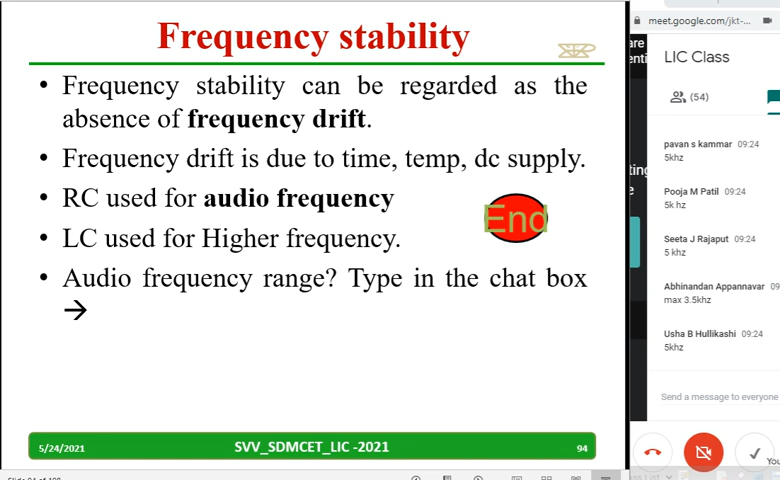 Frequency stability
• Frequency stability can be regarded as the
absence of frequency drift.
• Frequency drift is due to time, temp, dc supply.
• RC used for audio frequency
End
• LC used for Higher frequency.
• Audio frequency range? Type in the chat box
→
5/24/2021
SVV_SDMCET_LIC -2021
94
meet.google.com/jkt-...
are
enti
LIC Class
(54)
pavan s kammar 09:24
5khz
Pooja M Patil 09:24
5k hz
Seeta J Rajaput 09:24
5 khz
Abhinandan Appannavar 09
max 3.5khz
Usha B Hullikashi 09:24
5khz
Send a message to everyone
You